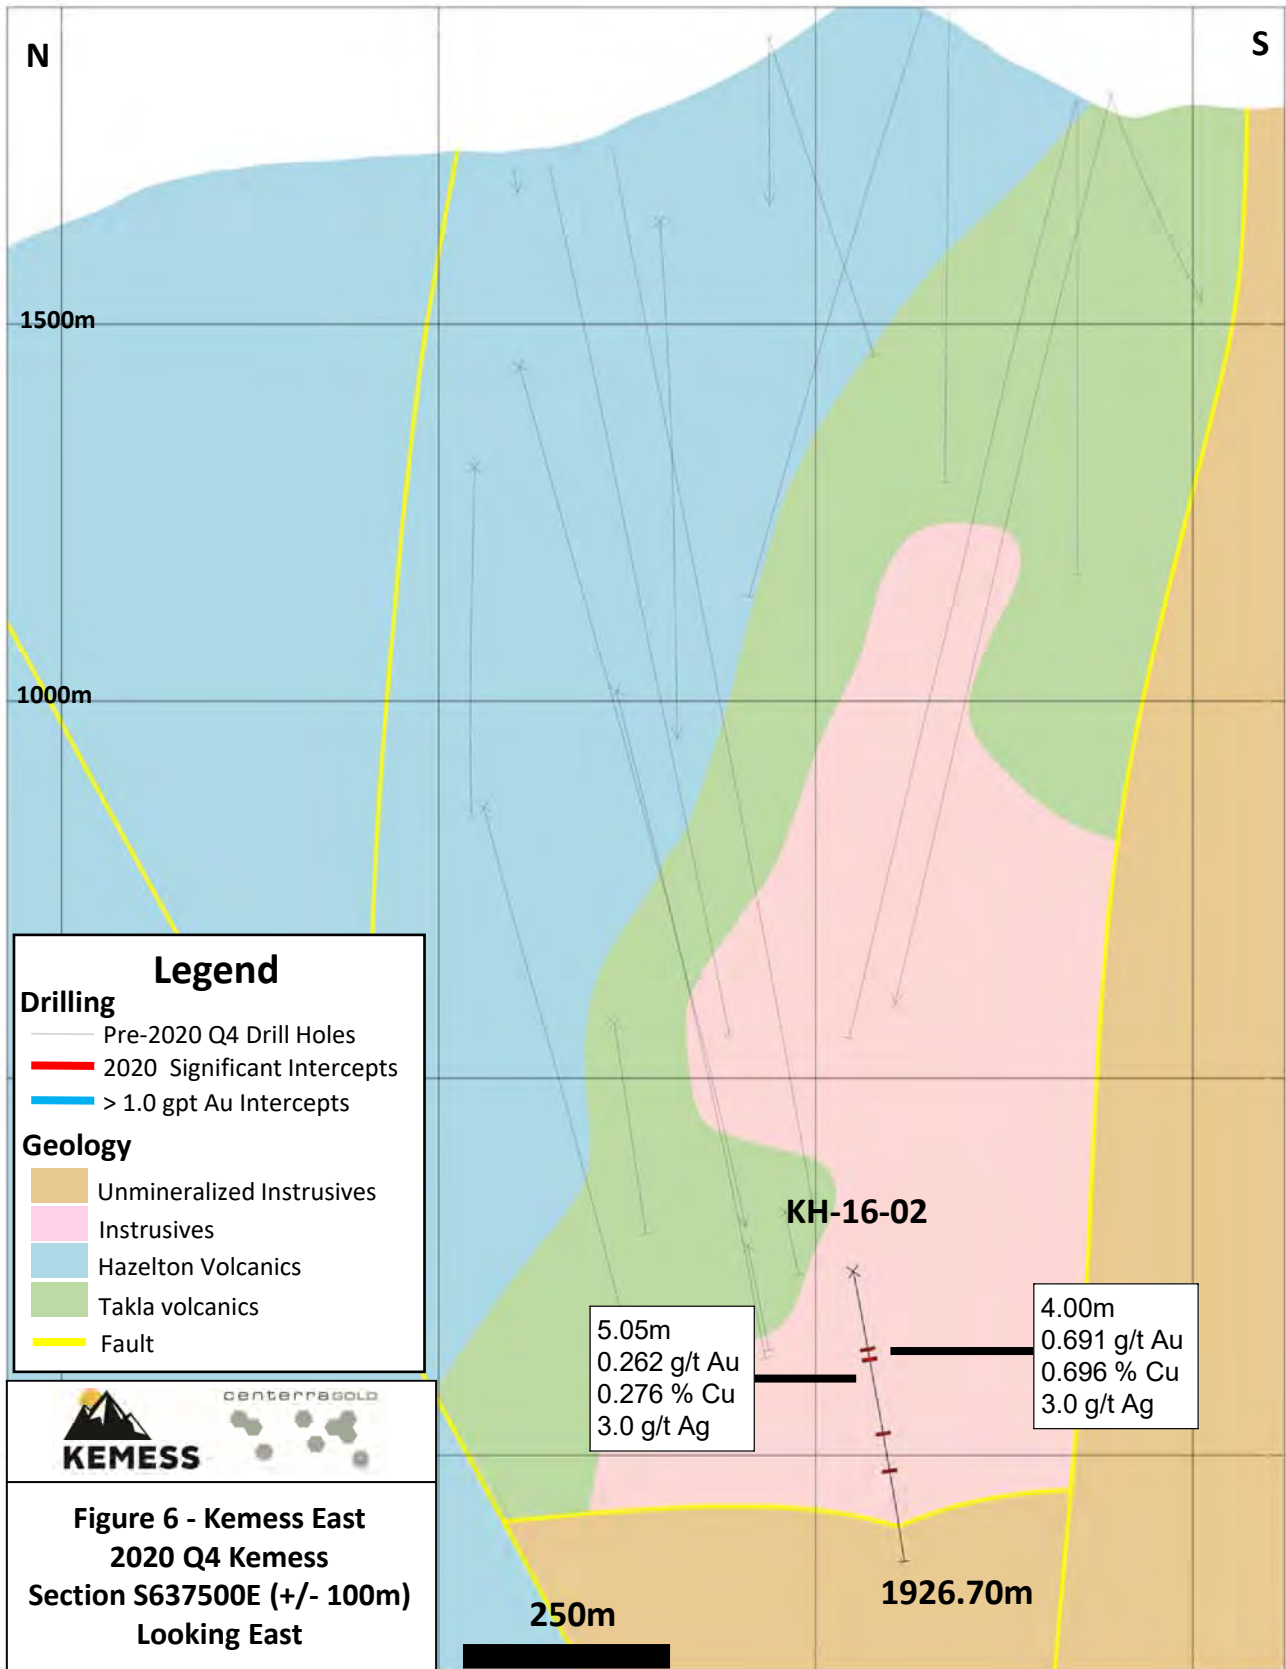 N
S
1500m
1000m
Legend
Drilling
Pre-2020 Q4 Drill Holes
2020 Significant Intercepts
> 1.0 gpt Au Intercepts
Geology
Unmineralized Instrusives
Instrusives
Hazelton Volcanics
Takla volcanics
Fault
KH-16-02
5.05m
0.262 g/t Au
0.276 % Cu
3.0 g/t Ag
4.00m
0.691 g/t Au
0.696 % Cu
3.0 g/t Ag
KEMESS
centerraGOLD
Figure 6 - Kemess East
2020 Q4 Kemess
Section S637500E (+/- 100m)
Looking East
250m
1926.70m